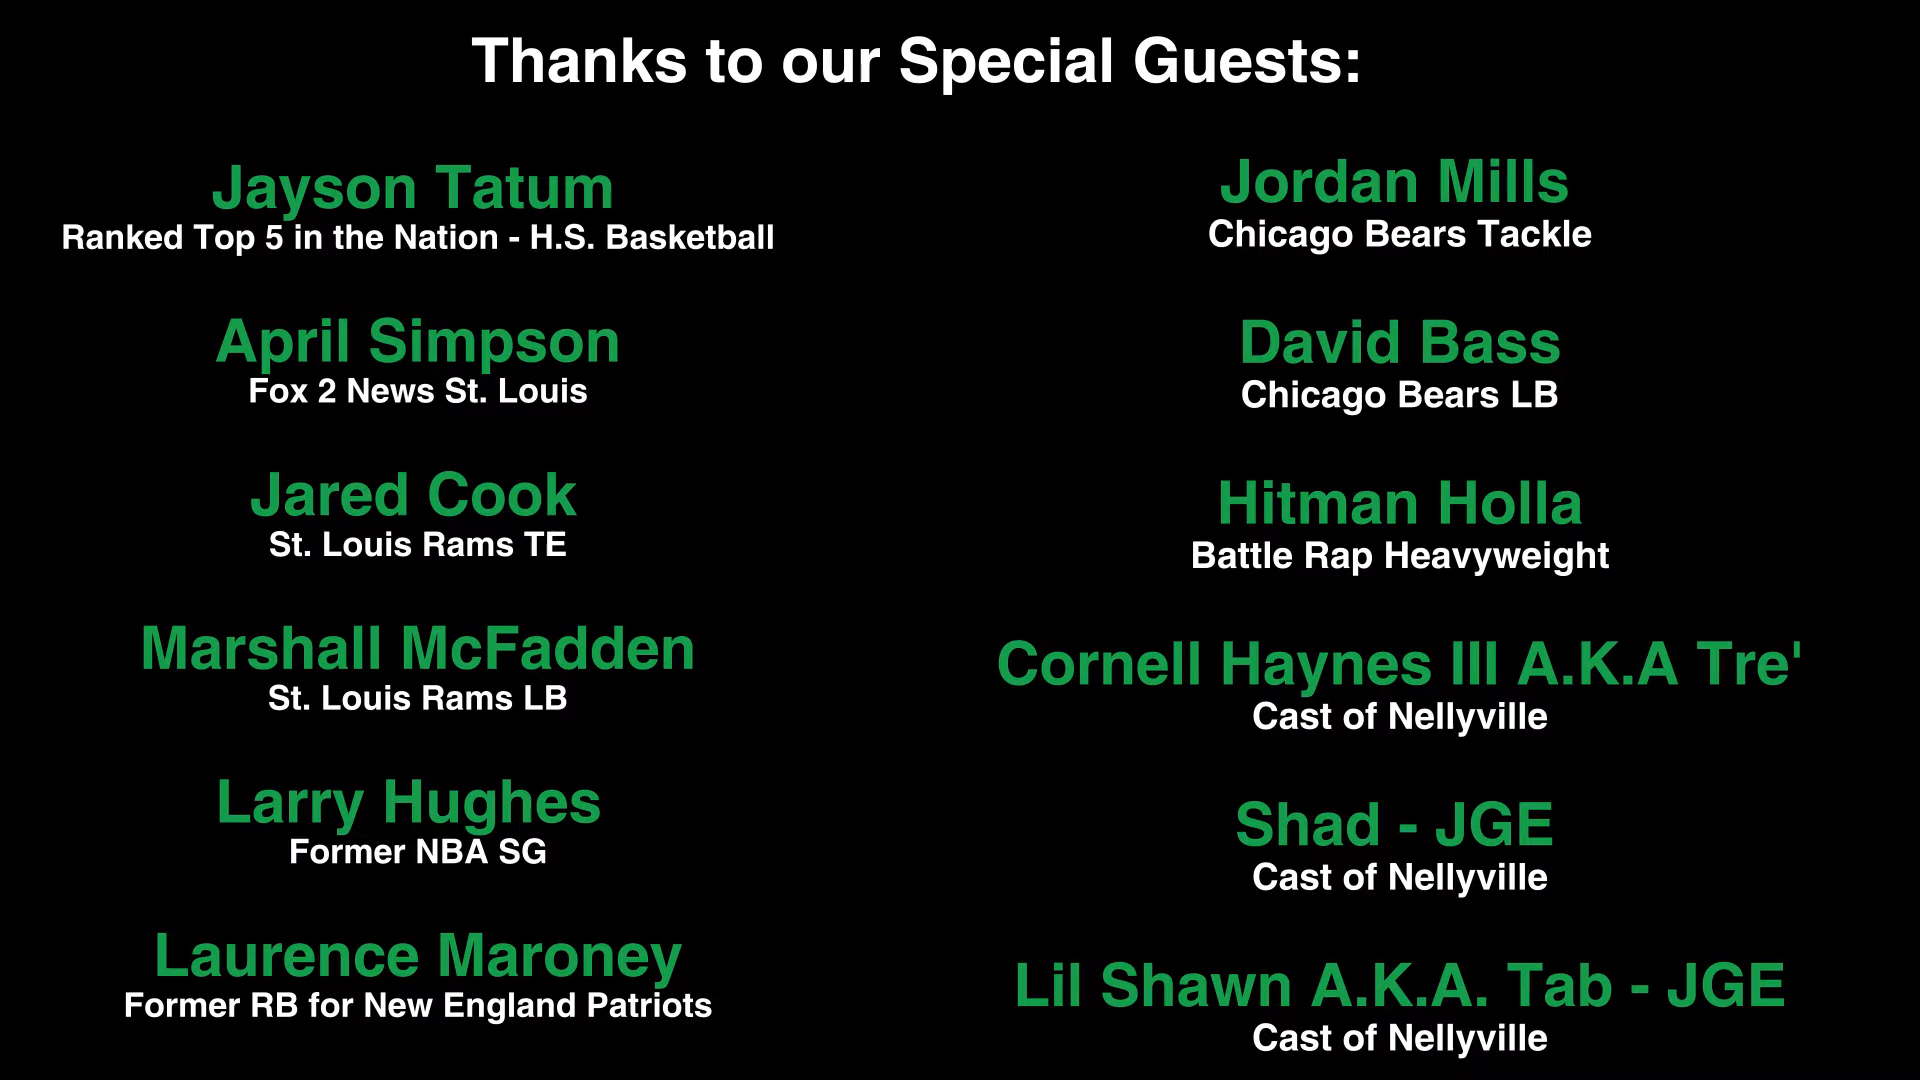 Thanks to our Special Guests:
Jayson Tatum
Ranked Top 5 in the Nation - H.S. Basketball
April Simpson
Fox 2 News St. Louis
Jared Cook
St. Louis Rams TE
Marshall McFadden
St. Louis Rams LB
Larry Hughes
Former NBA SG
Laurence Maroney
Former RB for New England Patriots
Jordan Mills
Chicago Bears Tackle
David Bass
Chicago Bears LB
Hitman Holla
Battle Rap Heavyweight
Cornell Haynes III A.K.A Tre'
Cast of Nellyville
Shad - JGE
Cast of Nellyville
Lil Shawn A.K.A. Tab - JGE
Cast of Nellyville